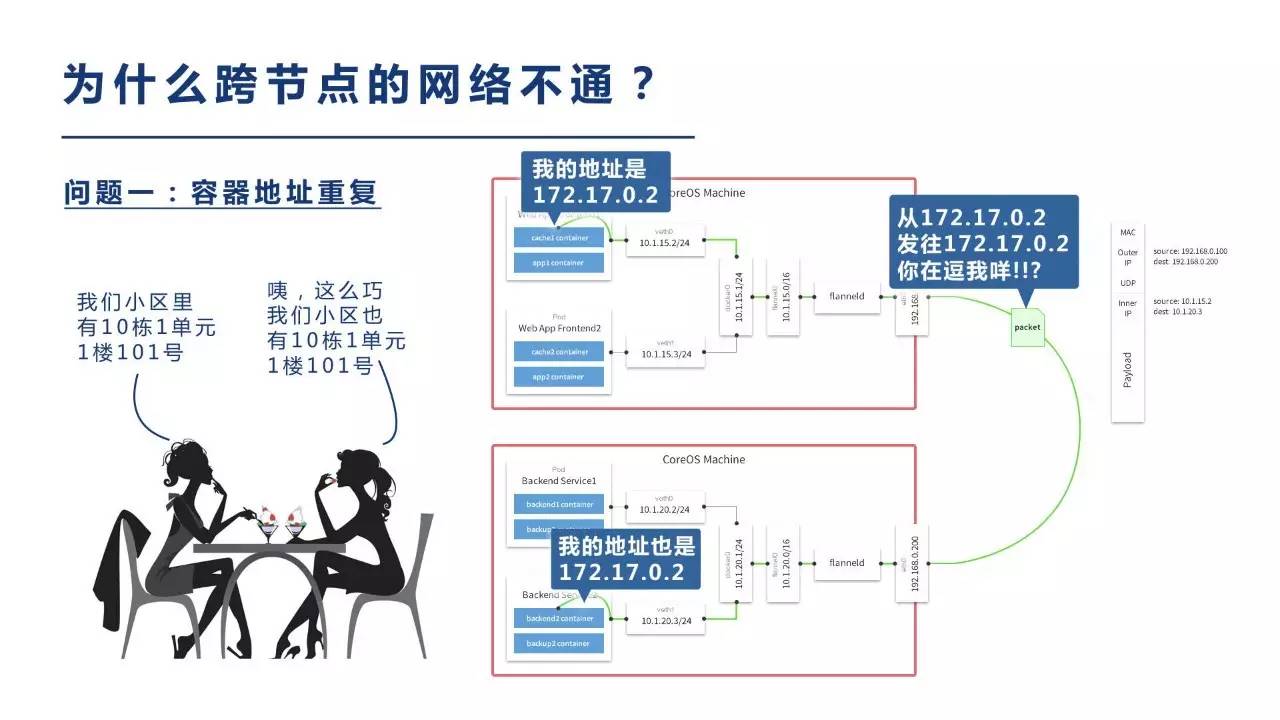 为什么跨节点的网络不通？
问题一：容器地址重复
我们小区里
有10栋1单元
1楼101号
咦，这么巧
我们小区也
有10栋1单元
1楼101号
我的地址是
172.17.0.2
CoreOS Machine
cache1 container
app1 container
veth0
10.1.15.2/24
Pod
Web App Frontend2
cache2 container
app2 container
veth1
10.1.15.3/24
docker0
10.1.15.1/24
flannel0
10.1.15.0/16
flanneld
192.168
从172.17.0.2
发往172.17.0.2
你在逗我咩!!?
packet
MAC
Outer
IP
source: 192.168.0.100
dest: 192.168.0.200
UDP
Inner
IP
source: 10.1.15.2
dest: 10.1.20.3
Payload
CoreOS Machine
Pod
Backend Service1
backend1 container
veth0
10.1.20.2/24
我的地址也是
172.17.0.2
Backend
backend2 container
backup2 container
veth1
10.1.20.3/24
docker0
10.1.20.1/24
flannel0
10.1.20.0/16
flanneld
eth0
192.168.0.200